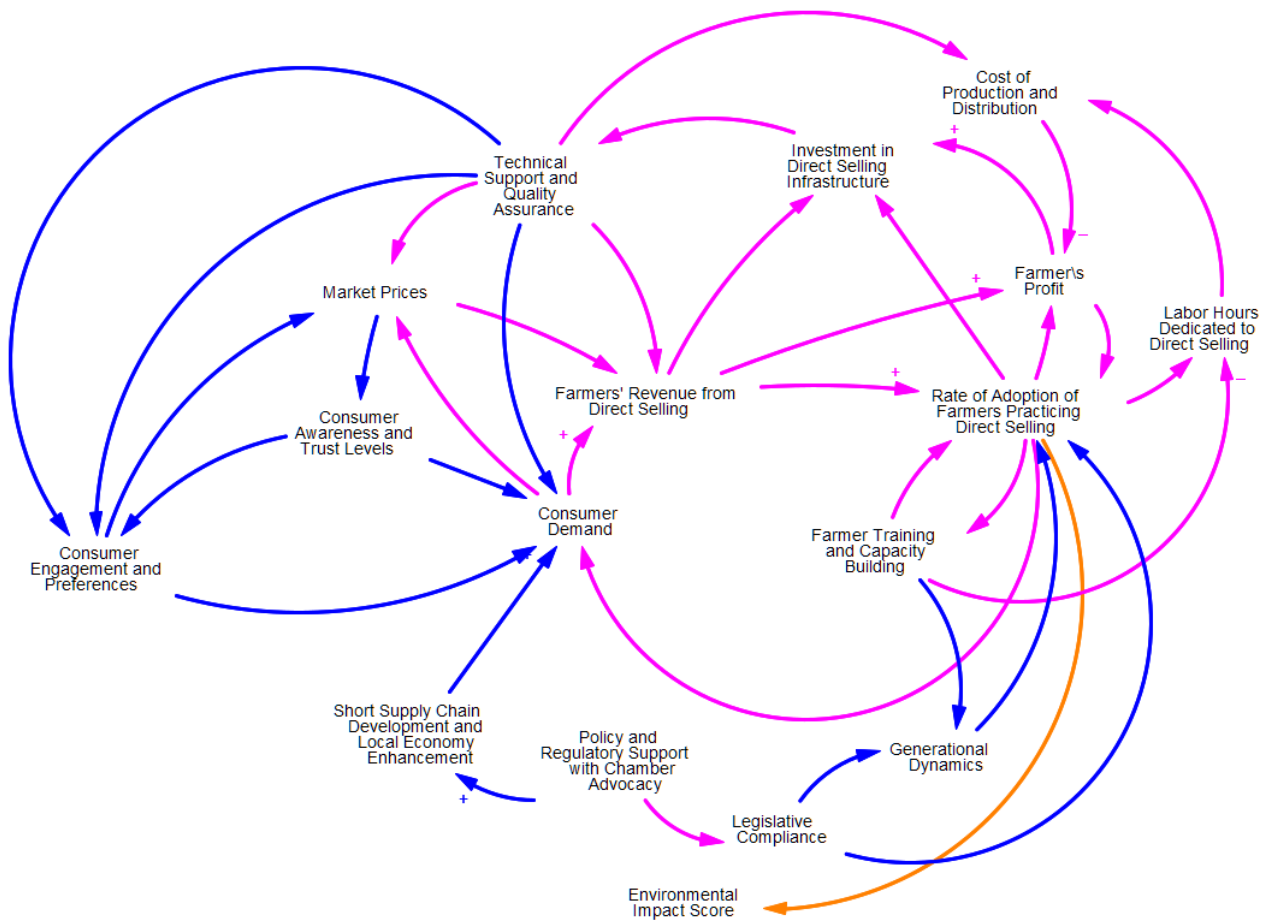 Cost of
Production and
Distribution
+
Investment in
Direct Selling
Infrastructure
Technical
Support and
Quality
Assurance
–
Farmer\s
Profit
+
Market Prices
Labor Hours
Dedicated to
Direct Selling
+
–
Farmers' Revenue from
Direct Selling
Rate of Adoption of
Farmers Practicing
Direct Selling
Consumer
Awareness and
Trust Levels
+
Consumer
Demand
Farmer Training
and Capacity
Building
Consumer
Engagement and
Preferences
+
Short Supply Chain
Development and
Local Economy
Enhancement
Policy and
Regulatory Support
with Chamber
Advocacy
Generational
Dynamics
+
Legislative
Compliance
Environmental
Impact Score